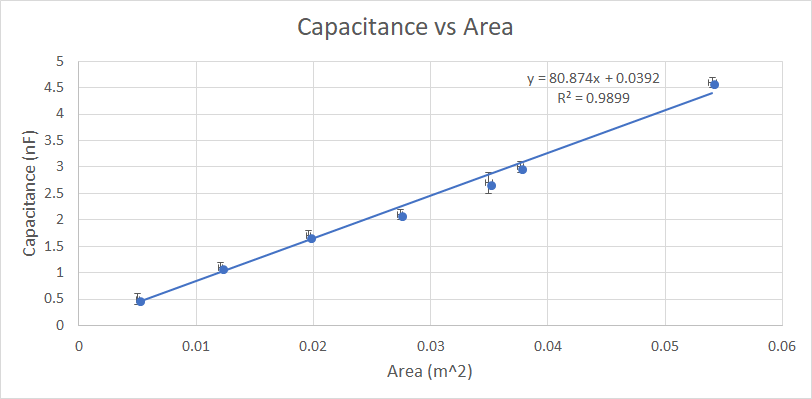 Capacitance vs Area
y = 80.874x + 0.0392
R² = 0.9899
5
4.5
4
3.5
3
2.5
2
1.5
1
0.5
0
Capacitance (nF)
0 0.01 0.02 0.03 0.04 0.05 0.06
Area (m^2)